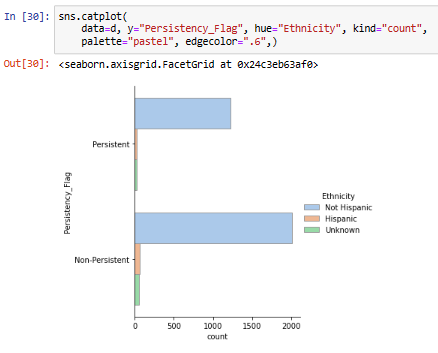 In [30]: sns.catplot(
data=d, y="Persistency_Flag", hue="Ethnicity", kind="count",
palette="pastel", edgecolor=".6",)
Out[30]: <seaborn.axisgrid.FacetGrid at 0x24c3eb63af0>
Persistent
Non-Persistent
Persistency_Flag
Ethnicity
Not Hispanic
Hispanic
Unknown
0 500 1000 1500 2000
count